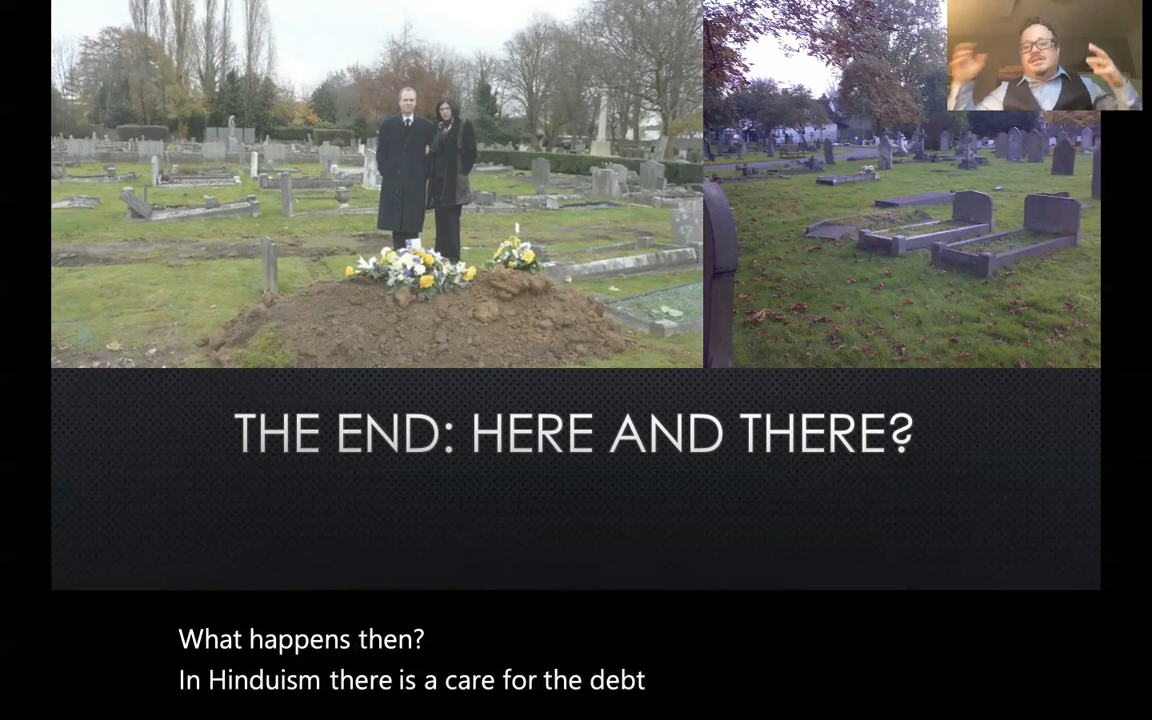 THE END: HERE AND THERE?
What happens then?
In Hinduism there is a care for the debt